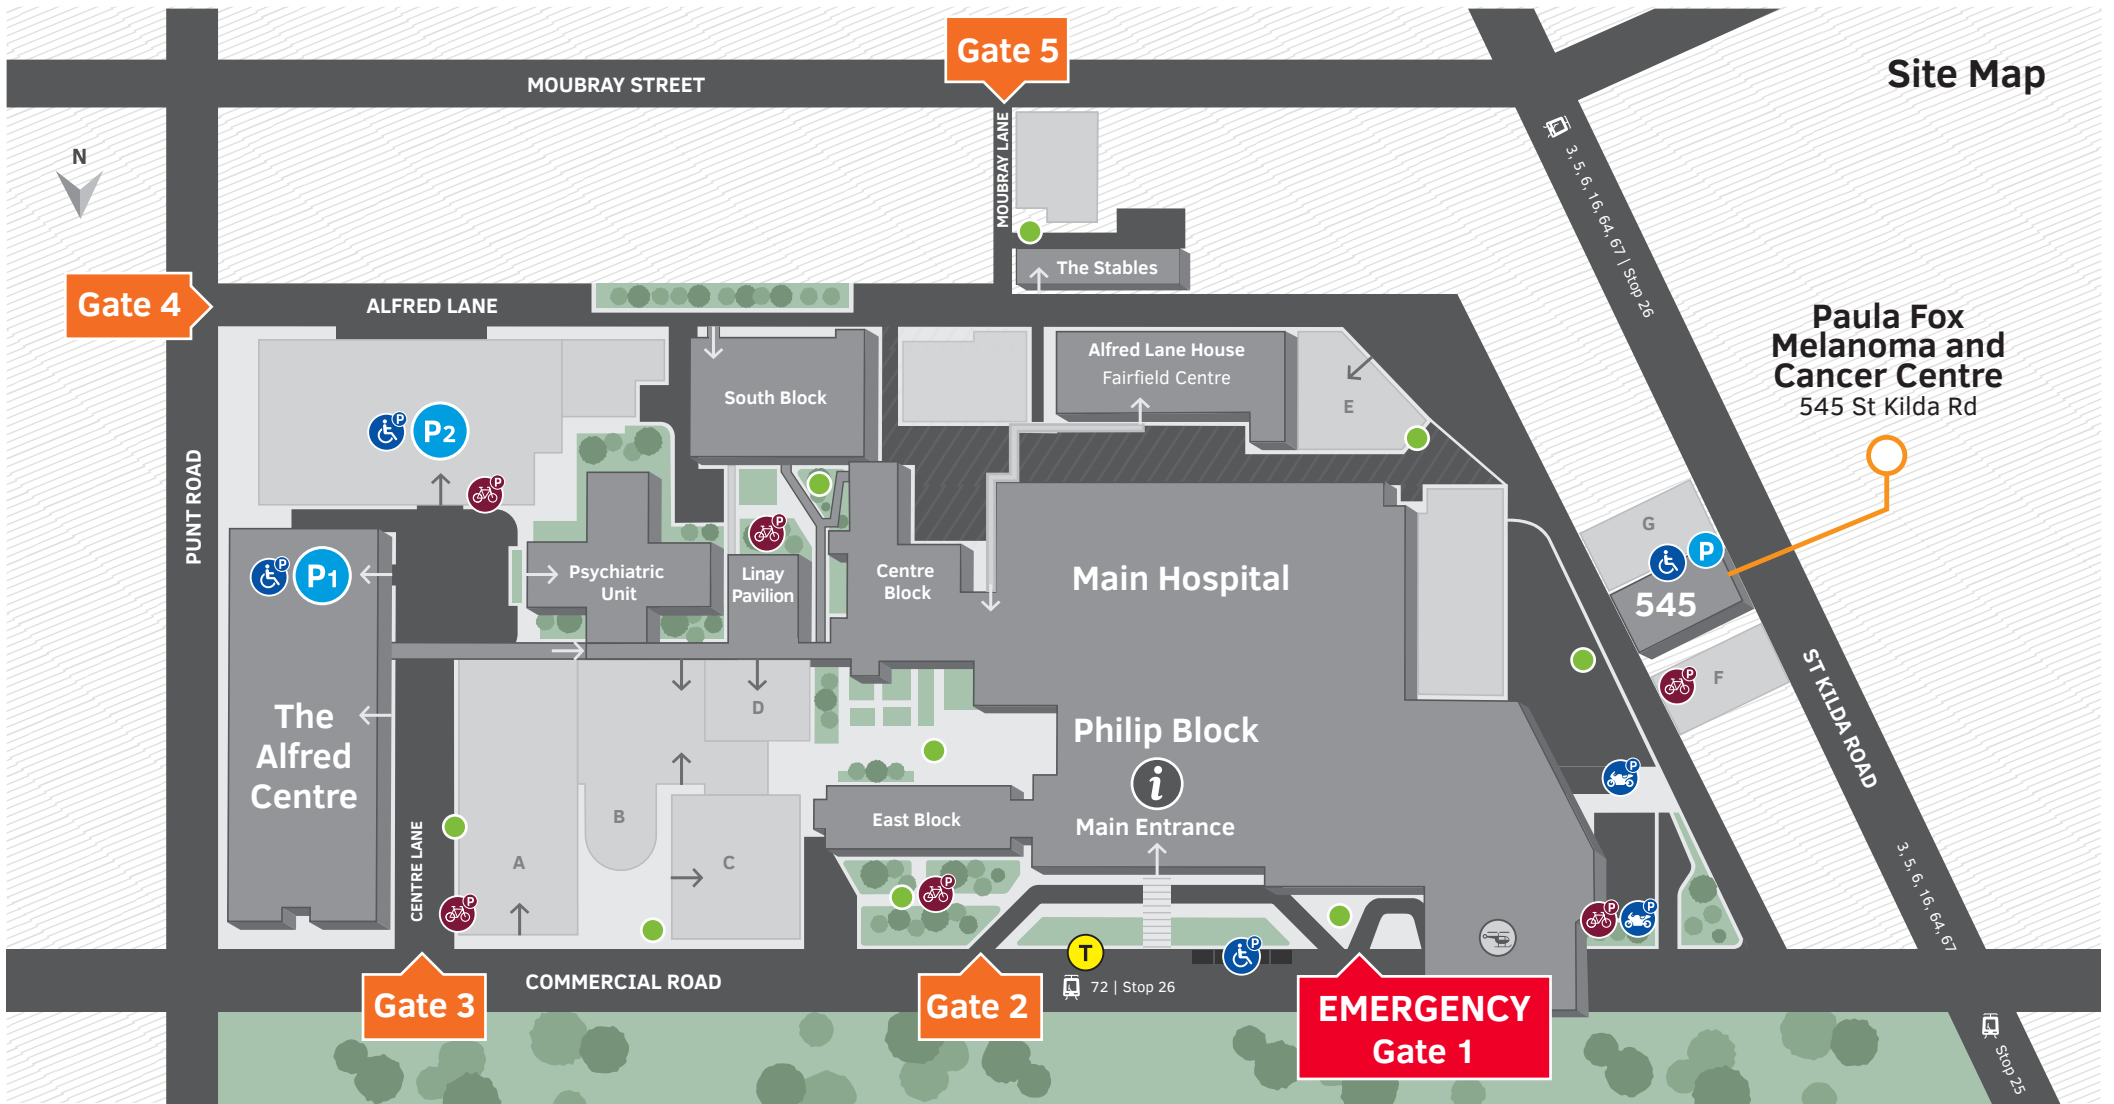 Site Map
Gate 5
MOUBRAY STREET
MOUBRAY LANE
N
3, 5, 6, 16, 64, 67 | Stop 26
The Stables
Gate 4
ALFRED LANE
Paula Fox
Melanoma and
Cancer Centre
545 St Kilda Rd
Alfred Lane House
Fairfield Centre
South Block
E
P
P2
P
PUNT ROAD
P
P
P1
Psychiatric
Unit
Linay
Pavilion
Centre
Block
Main Hospital
G
P
P
545
The
Alfred
Centre
D
Philip Block
i
Main Entrance
P
F
ST KILDA ROAD
P
B
East Block
A
C
CENTRE LANE
P
P
P
P
3, 5, 6, 16, 64, 67
T
P
COMMERCIAL ROAD
72 | Stop 26
Gate 3
Gate 2
EMERGENCY
Gate 1
Stop 25